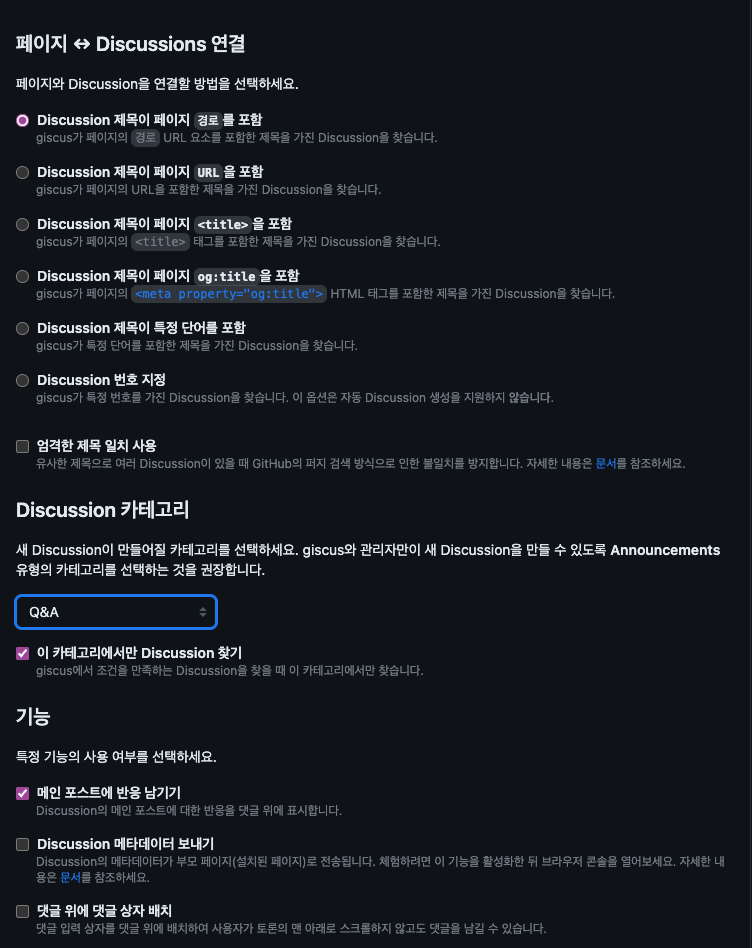 페이지 ↔ Discussions 연결
페이지와 Discussion을 연결할 방법을 선택하세요.
Discussion 제목이 페이지 경로를 포함
giscus가 페이지의 경로 URL 요소를 포함한 제목을 가진 Discussion을 찾습니다.
Discussion 제목이 페이지 URL을 포함
giscus가 페이지의 URL을 포함한 제목을 가진 Discussion을 찾습니다.
Discussion 제목이 페이지 <title>을 포함
giscus가 페이지의 <title> 태그를 포함한 제목을 가진 Discussion을 찾습니다.
Discussion 제목이 페이지 og:title을 포함
giscus가 페이지의 <meta property="og:title"> HTML 태그를 포함한 제목을 가진 Discussion을 찾습니다.
Discussion 제목이 특정 단어를 포함
giscus가 특정 단어를 포함한 제목을 가진 Discussion을 찾습니다.
Discussion 번호 지정
giscus가 특정 번호를 가진 Discussion을 찾습니다. 이 옵션은 자동 Discussion 생성을 지원하지 않습니다.
엄격한 제목 일치 사용
유사한 제목으로 여러 Discussion이 있을 때 GitHub의 퍼지 검색 방식으로 인한 불일치를 방지합니다. 자세한 내용은 문서를 참조하세요.
Discussion 카테고리
새 Discussion이 만들어질 카테고리를 선택하세요. giscus와 관리자만이 새 Discussion을 만들 수 있도록 Announcements
유형의 카테고리를 선택하는 것을 권장합니다.
Q&A
이 카테고리에서만 Discussion 찾기
giscus에서 조건을 만족하는 Discussion을 찾을 때 이 카테고리에서만 찾습니다.
기능
특정 기능의 사용 여부를 선택하세요.
메인 포스트에 반응 남기기
Discussion의 메인 포스트에 대한 반응을 댓글 위에 표시합니다.
Discussion 메타데이터 보내기
Discussion의 메타데이터가 부모 페이지(설치된 페이지)로 전송됩니다. 체험하려면 이 기능을 활성화한 뒤 브라우저 콘솔을 열어보세요. 자세한 내
용은 문서를 참조하세요.
댓글 위에 댓글 상자 배치
댓글 입력 상자를 댓글 위에 배치하여 사용자가 토론의 맨 아래로 스크롤하지 않고도 댓글을 남길 수 있습니다.